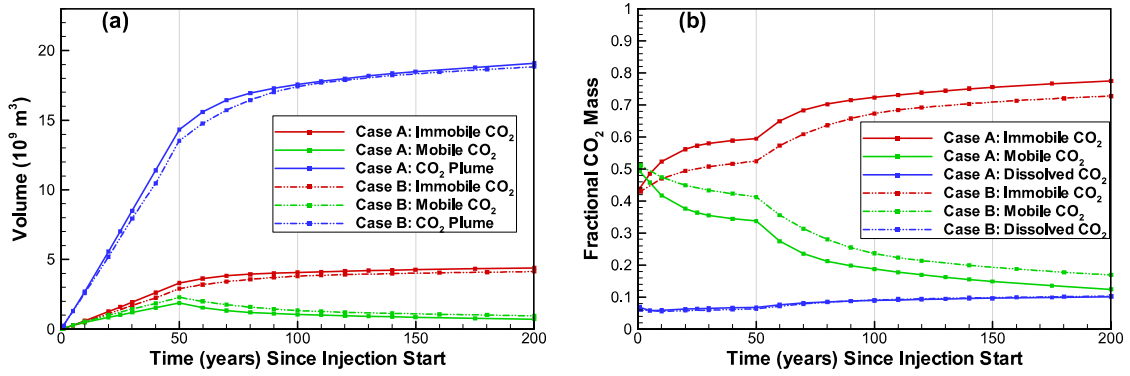 (a)
Volume (10⁹ m³)
20
15
10
5
0
0
50
100
150
200
Time (years) Since Injection Start
Case A: Immobile CO₂
Case A: Mobile CO₂
Case A: CO₂ Plume
Case B: Immobile CO₂
Case B: Mobile CO₂
Case B: CO₂ Plume
(b)
Fractional CO₂ Mass
1
0.9
0.8
0.7
0.6
0.5
0.4
0.3
0.2
0.1
0
0
50
100
150
200
Time (years) Since Injection Start
Case A: Immobile CO₂
Case A: Mobile CO₂
Case A: Dissolved CO₂
Case B: Immobile CO₂
Case B: Mobile CO₂
Case B: Dissolved CO₂